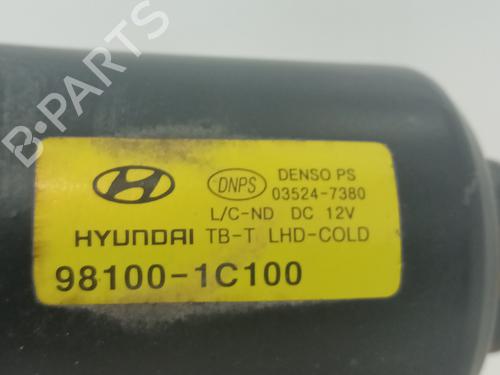 B-PARTS
DNPS DENSO PS
03524-7380
L/C-ND DC 12V
HYUNDAI TB-T LHD-COLD
98100-1C100